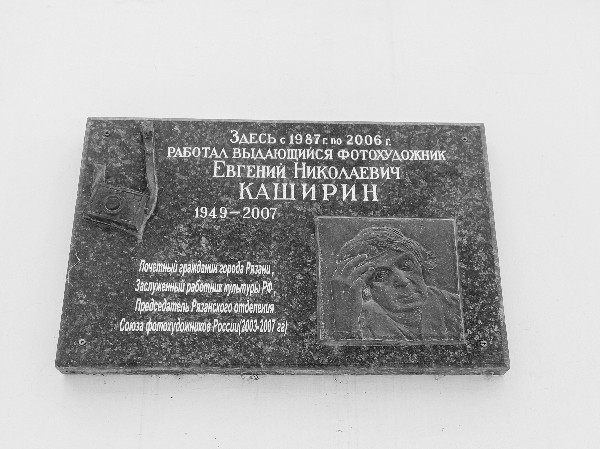 Здесь с 1987 г. по 2006 г.
работал выдающийся фотохудожник
Евгений Николаевич
Каширин
1949–2007
Почетный гражданин города Рязани,
Заслуженный работник культуры РФ,
Председатель Рязанского отделения
Союза фотохудожников России(2003-2007 гг)